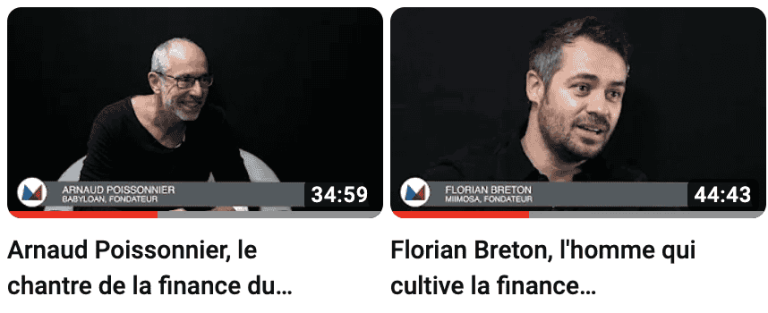 ARNAUD POISSONNIER
BABYLOAN, FONDATEUR
34:59
FLORIAN BRETON
MIIMOSA, FONDATEUR
44:43
Arnaud Poissonnier, le
chantre de la finance du...
Florian Breton, l'homme qui
cultive la finance...